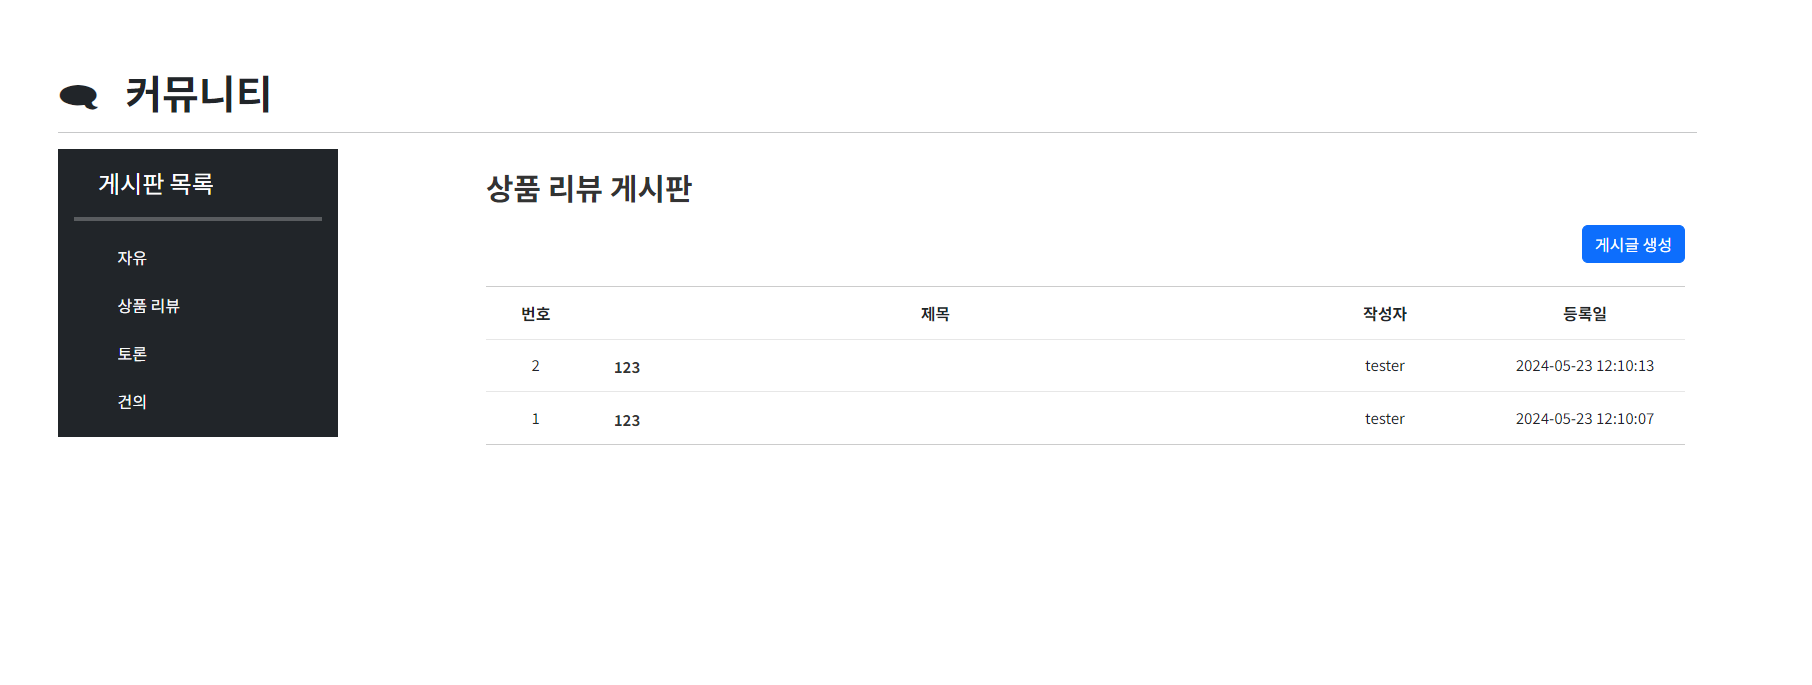 커뮤니티
게시판 목록
자유
상품 리뷰
토론
건의
상품 리뷰 게시판
게시글 생성
번호 제목 작성자 등록일
2 123 tester 2024-05-23 12:10:13
1 123 tester 2024-05-23 12:10:07